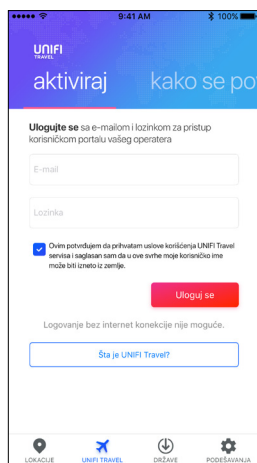 9:41 AM 100%
UNIFI
TRAVEL
aktiviraj kako se po
Ulogujte se sa e-mailom i lozinkom za pristup
korisničkom portalu vašeg operatera
E-mail
Lozinka
Ovim potvrđujem da prihvatam uslove korišćenja UNIFI Travel
servisa i saglasan sam da u ove svrhe moje korisničko ime
može biti izneto iz zemlje.
Uloguj se
Logovanje bez internet konekcije nije moguće.
Šta je UNIFI Travel?
LOKACIJE UNIFI TRAVEL DRŽAVE PODEŠAVANJA